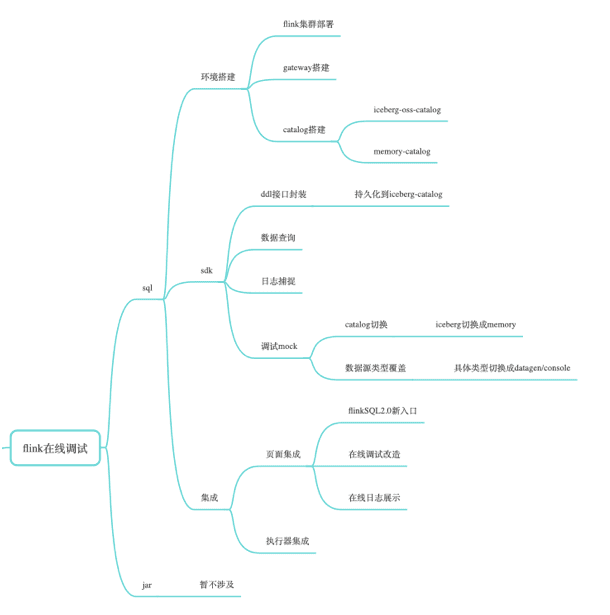 flink在线调试
sql
环境搭建
flink集群部署
gateway搭建
catalog搭建
iceberg-oss-catalog
memory-catalog
sdk
ddl接口封装
持久化到iceberg-catalog
数据查询
日志捕捉
调试mock
catalog切换
iceberg切换成memory
数据源类型覆盖
具体类型切换成datagen/console
集成
页面集成
flinkSQL2.0新入口
在线调试改造
在线日志展示
执行器集成
jar
暂不涉及